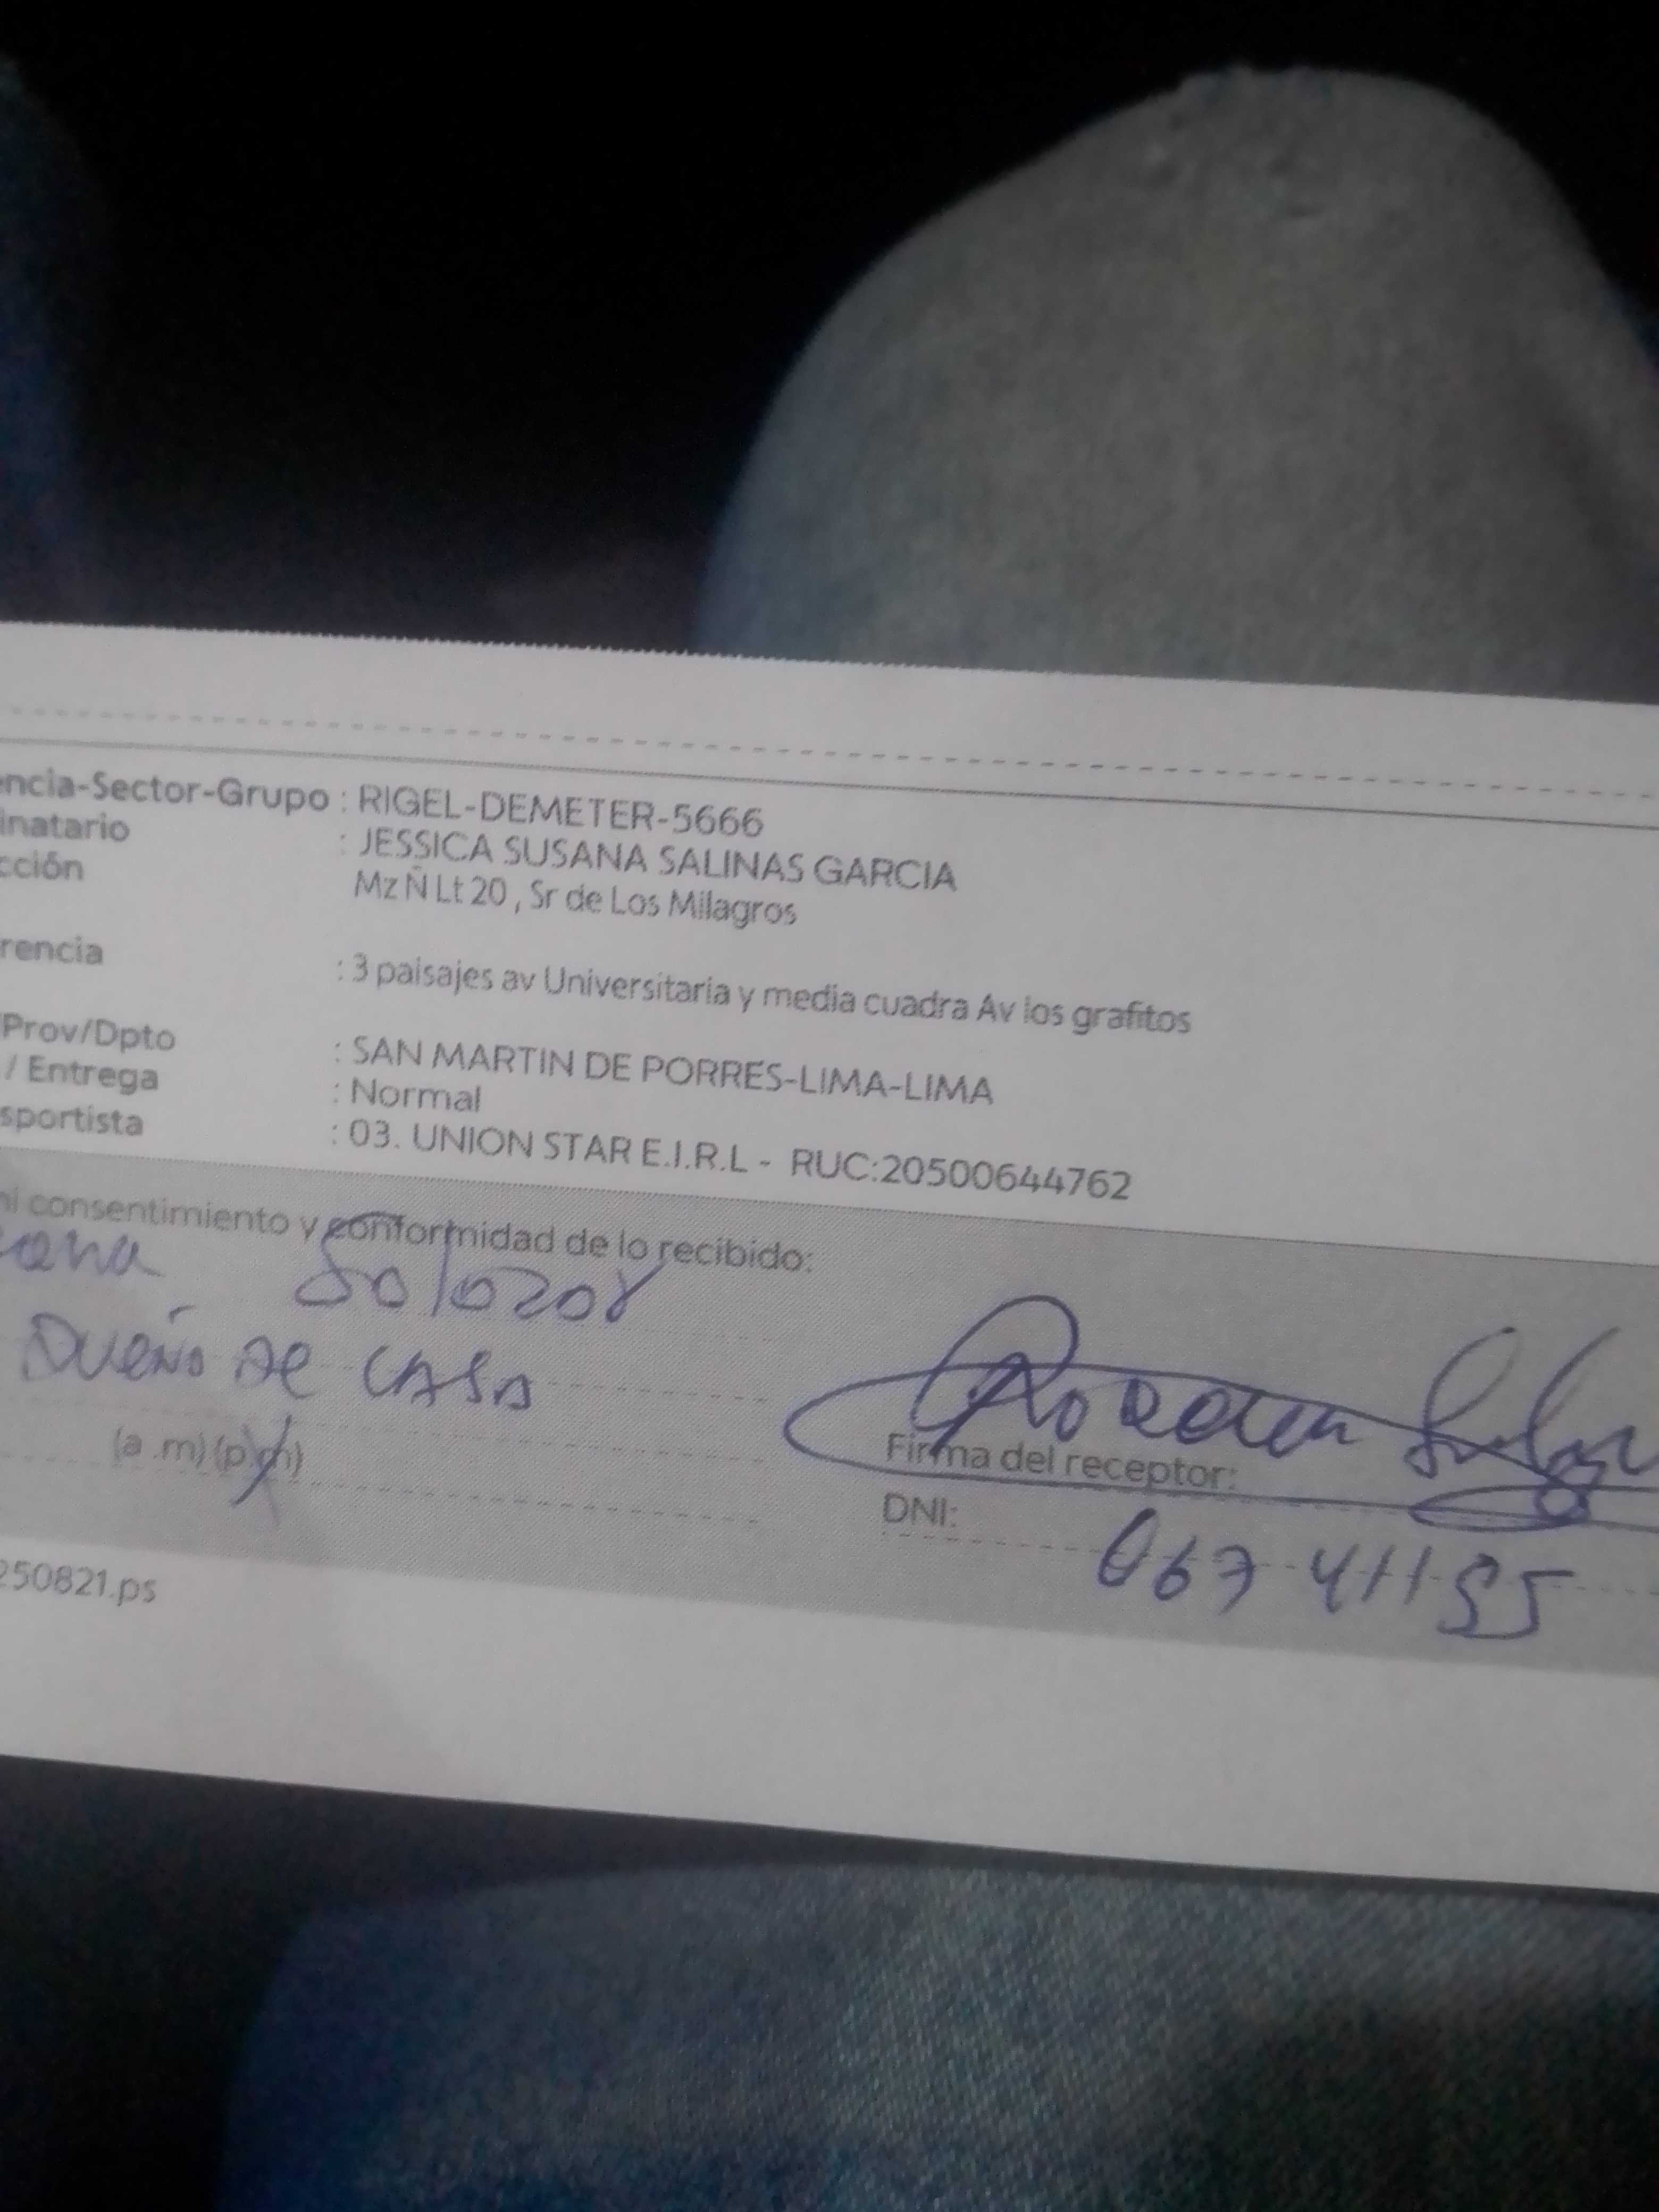 encia-Sector-Grupo : RIGEL-DEMETER-5666
inatario : JESSICA SUSANA SALINAS GARCIA
cción Mz Ñ Lt 20 , Sr de Los Milagros
rencia : 3 paisajes av Universitaria y media cuadra Av los grafitos
Prov/Dpto : SAN MARTIN DE PORRES-LIMA-LIMA
/ Entrega : Normal
sportista : 03. UNION STAR E.I.R.L - RUC:20500644762
consentimiento y conformidad de lo recibido:
DUEÑO DE CASA
(a .m) (p.m)
Firma del receptor:
DNI: 06741155
250821.ps